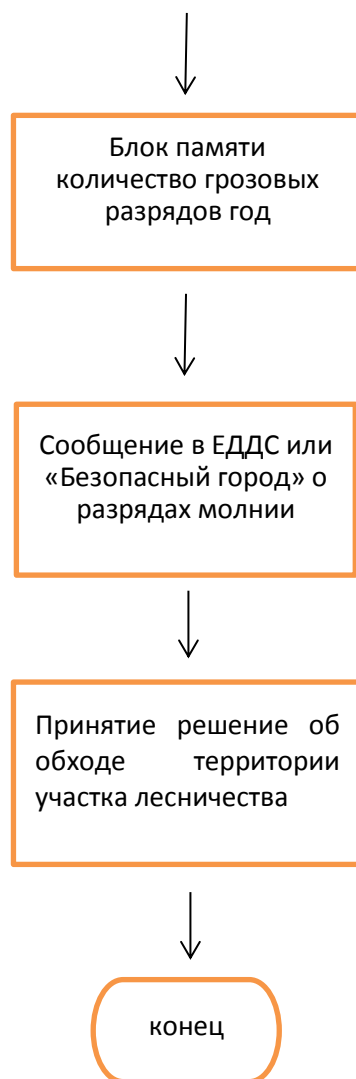 Блок памяти
количество грозовых
разрядов год
Сообщение в ЕДДС или
«Безопасный город» о
разрядах молнии
Принятие решение об
обходе территории
участка лесничества
конец